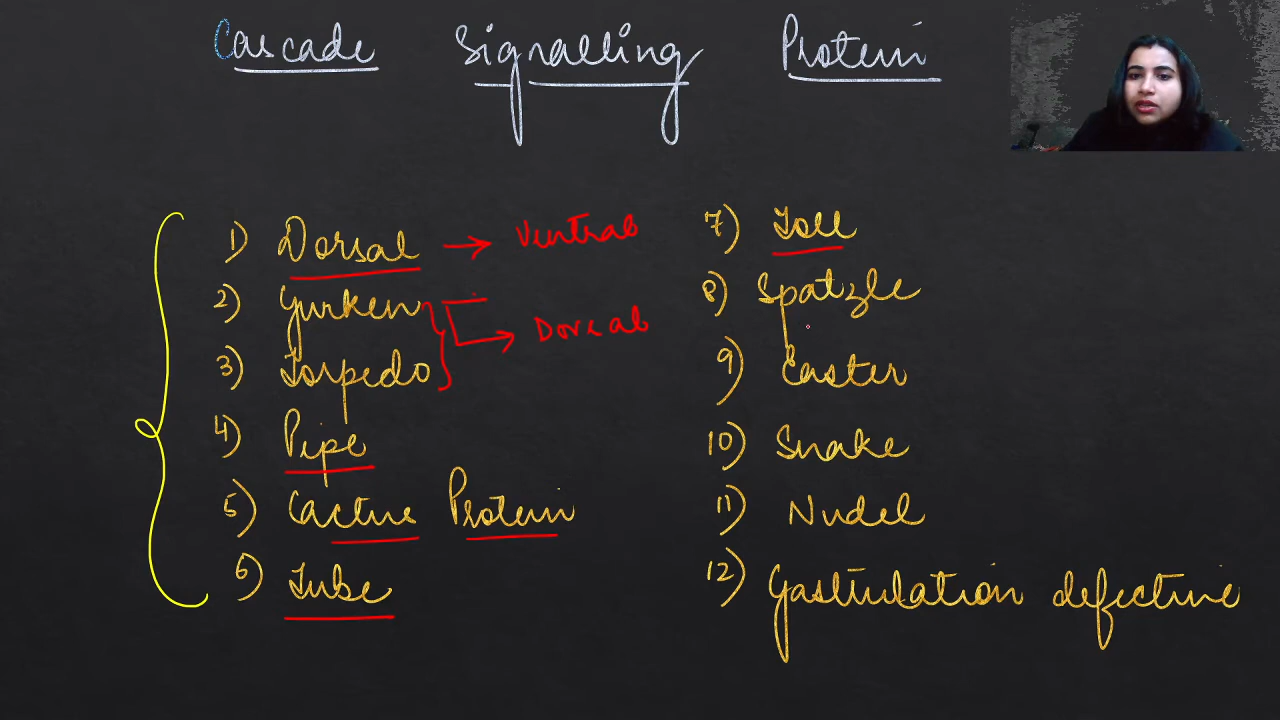 Cascade Signalling Protein
1) Dorsal → Ventral
2) Gurken
3) Torpedo → Dorsal
4) Pipe
5) Cactus Protein
6) Tube
7) Toll
8) Spatzle
9) Easter
10) Snake
11) Nudel
12) Gastrulation defective